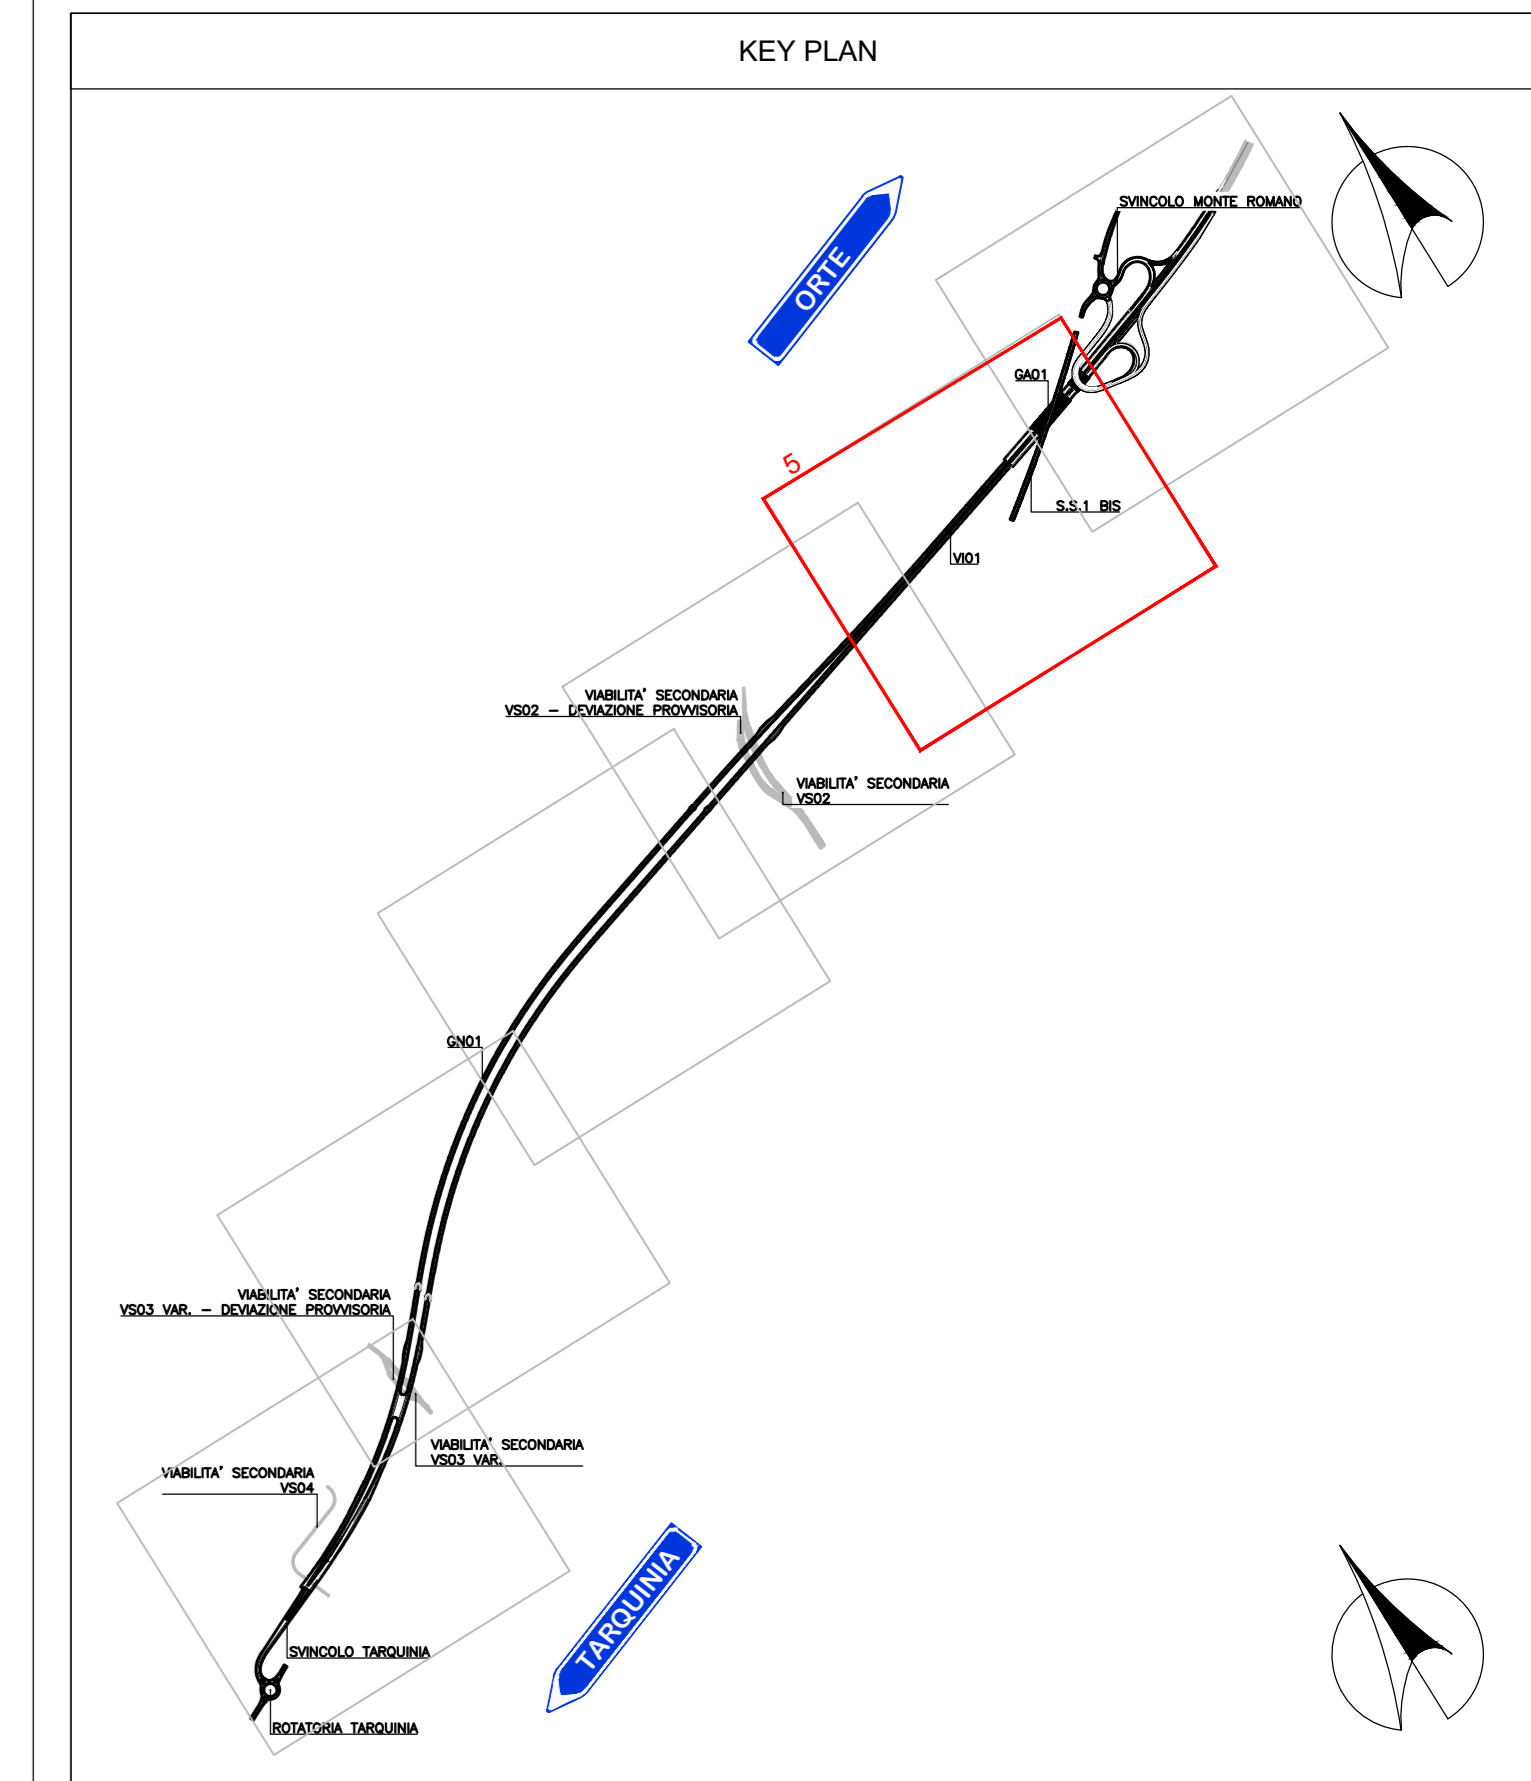 KEY PLAN
ORTE
SVINCOLO MONTE ROMANO
GA01
5
S.S.1 BIS
VI01
VIABILITA' SECONDARIA
VS02 - DEVIAZIONE PROVVISORIA
VIABILITA' SECONDARIA
VS02
GN01
VIABILITA' SECONDARIA
VS03 VAR. - DEVIAZIONE PROVVISORIA
VIABILITA' SECONDARIA
VS03 VAR.
VIABILITA' SECONDARIA
VS04
TARQUINIA
SVINCOLO TARQUINIA
ROTATORIA TARQUINIA